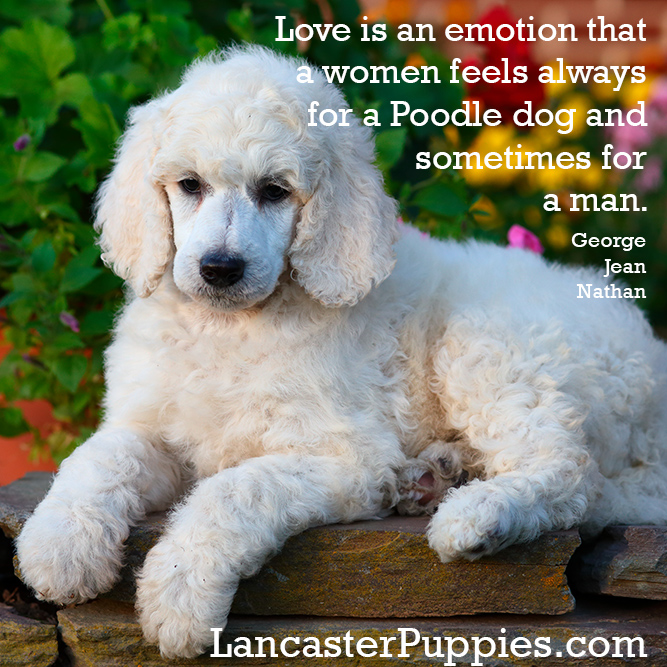 Love is an emotion that
a women feels always
for a Poodle dog and
sometimes for
a man.
George
Jean
Nathan
LancasterPuppies.com